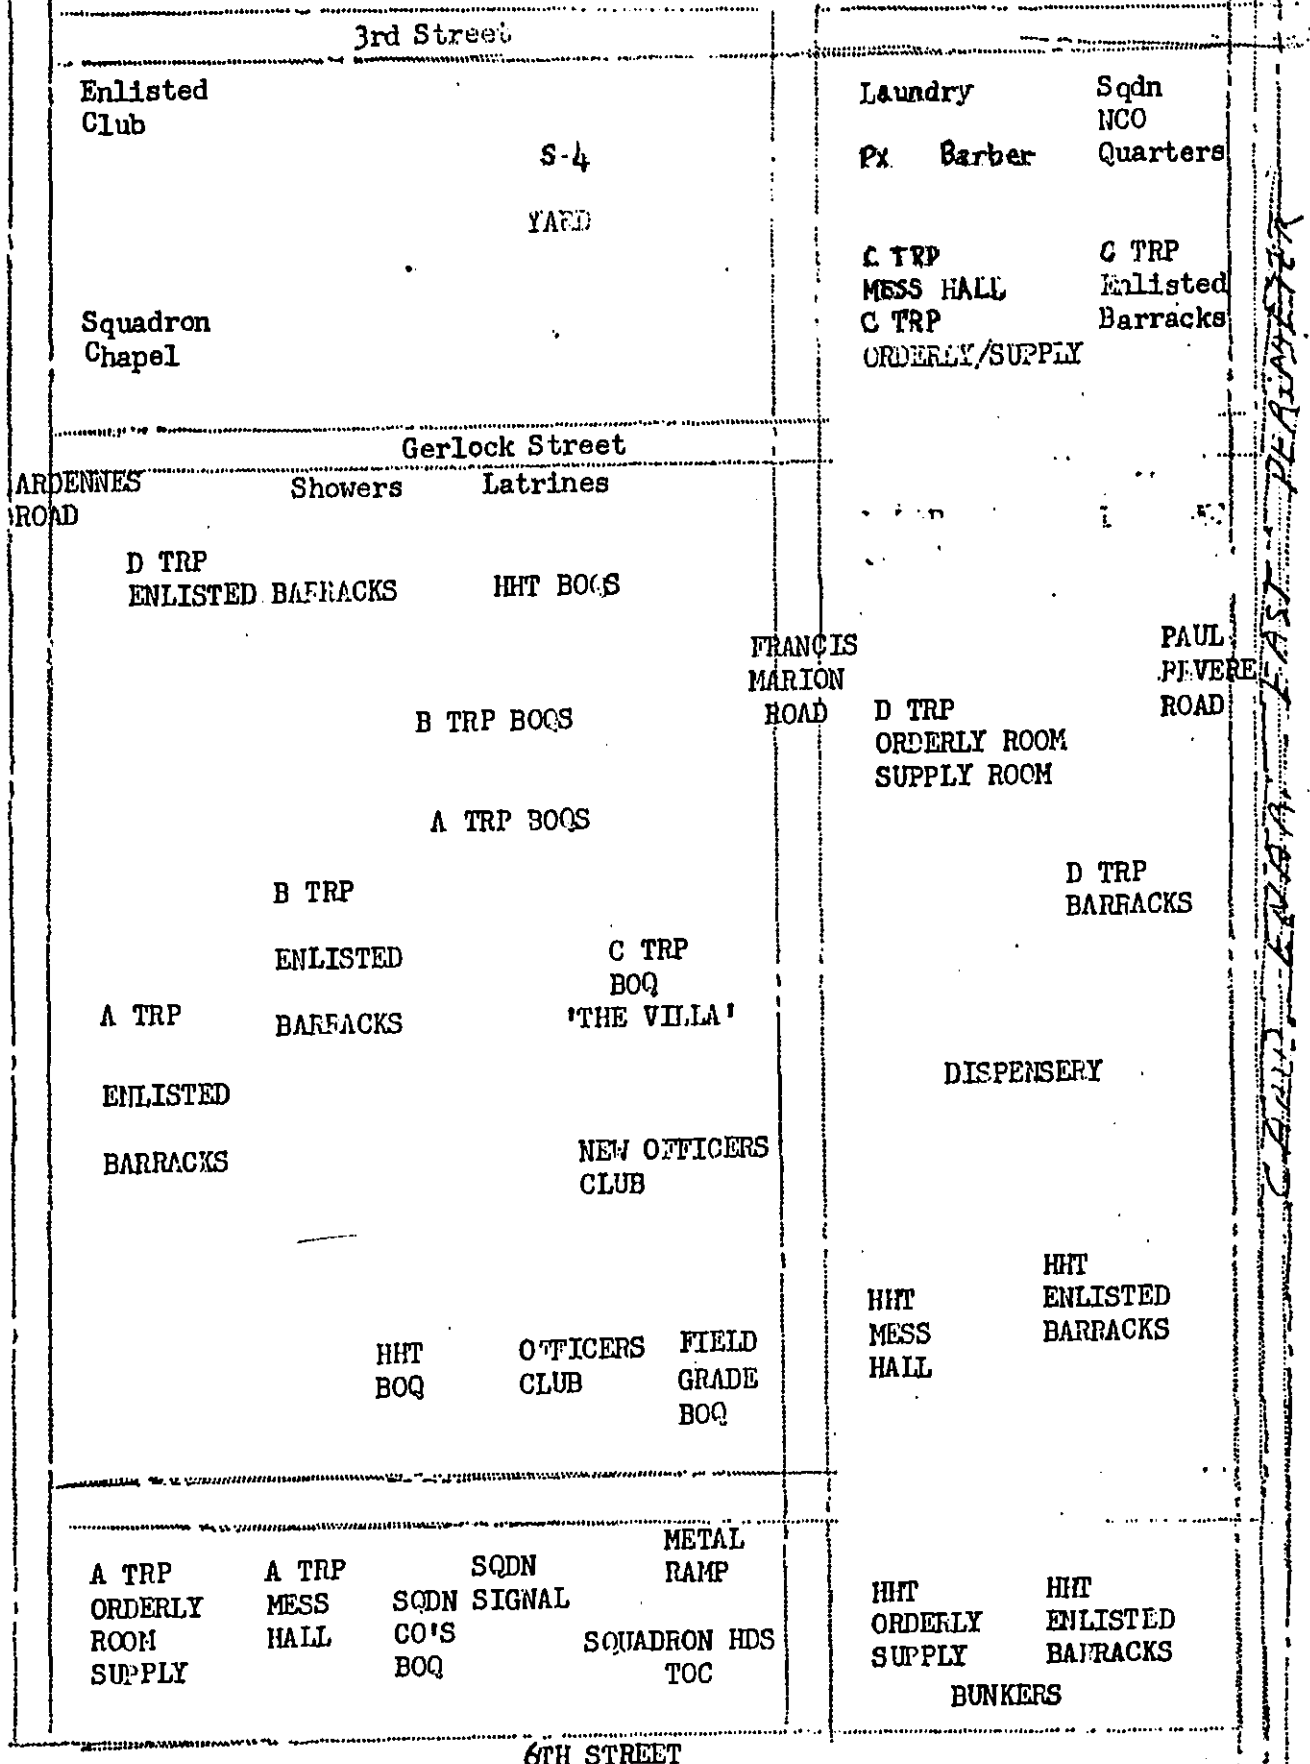 3rd Street
Enlisted
Club
S-4
YARD
Squadron
Chapel
Laundry
Sqdn
NCO
Quarters
Px Barber
C TRP
MESS HALL
C TRP
ORDERLY/SUPPLY
C TRP
Enlisted
Barracks
Gerlock Street
ARDENNES
ROAD
Showers
Latrines
D TRP
ENLISTED BARRACKS
HHT BOQS
FRANCIS
MARION
ROAD
PAUL
REVERE
ROAD
B TRP BOQS
D TRP
ORDERLY ROOM
SUPPLY ROOM
A TRP BOQS
B TRP
ENLISTED
BARRACKS
D TRP
BARRACKS
C TRP
BOQ
'THE VILLA'
A TRP
ENLISTED
BARRACKS
DISPENSERY
NEW OFFICERS
CLUB
HHT
BOQ
OFFICERS
CLUB
FIELD
GRADE
BOQ
HHT
MESS
HALL
HHT
ENLISTED
BARRACKS
A TRP
ORDERLY
ROOM
SUPPLY
A TRP
MESS
HALL
SQDN
CO'S
BOQ
SQDN
SIGNAL
METAL
RAMP
SQUADRON HDS
TOC
HHT
ORDERLY
SUPPLY
HHT
ENLISTED
BARRACKS
BUNKERS
6TH STREET
CAMP EAGLE EAST PERIMETER